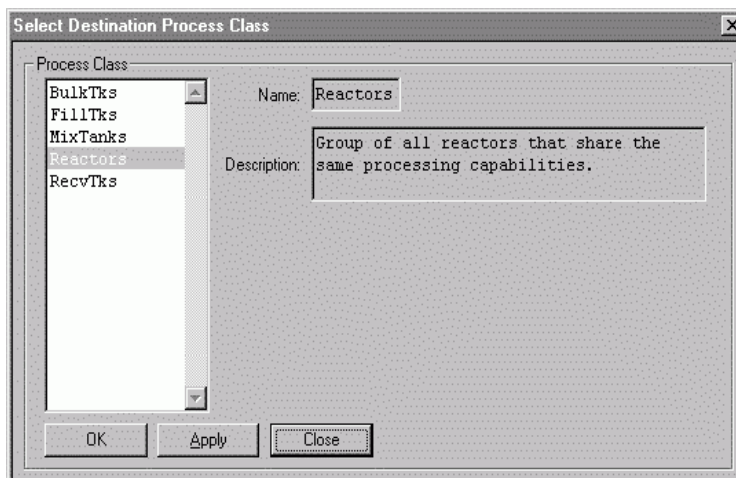 Select Destination Process Class
Process Class
BulkTks
FillTks
MixTanks
Reactors
RecvTks
Name: Reactors
Description: Group of all reactors that share the
same processing capabilities.
OK Apply Close